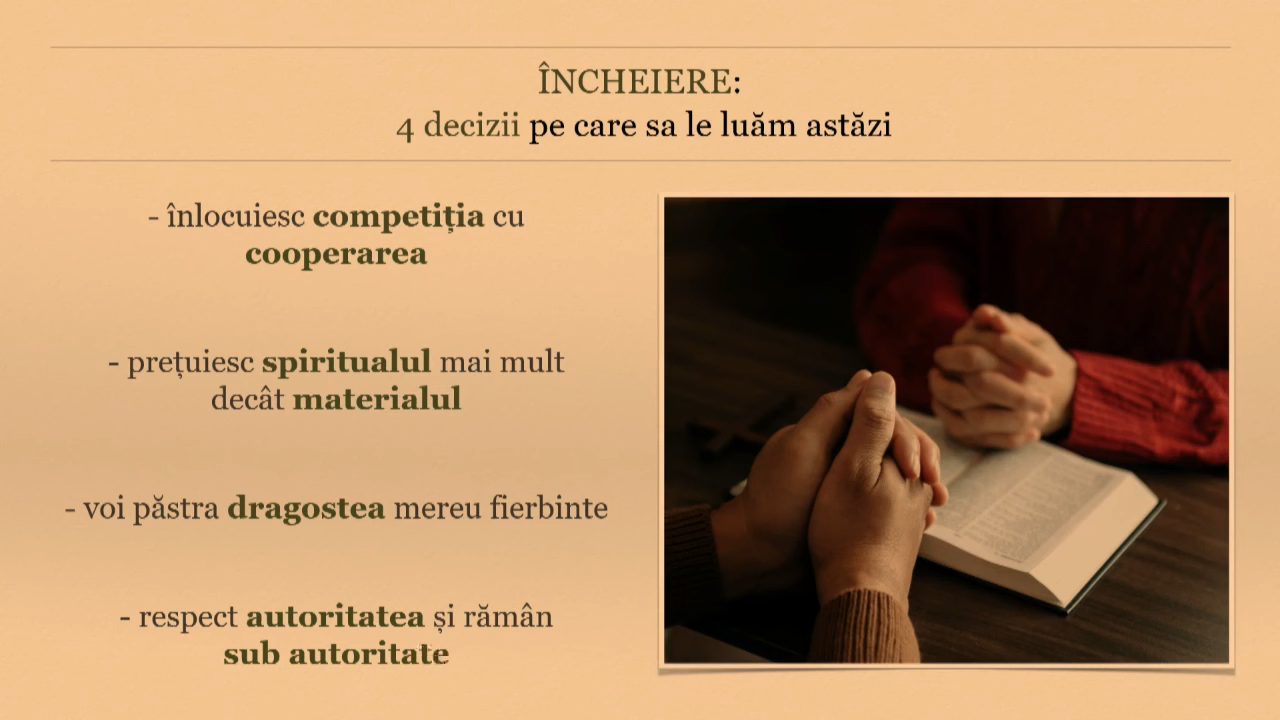 ÎNCHEIERE:
4 decizii pe care sa le luăm astăzi
- înlocuiesc competiția cu
cooperarea
- prețuiesc spiritualul mai mult
decât materialul
- voi păstra dragostea mereu fierbinte
- respect autoritatea și rămân
sub autoritate